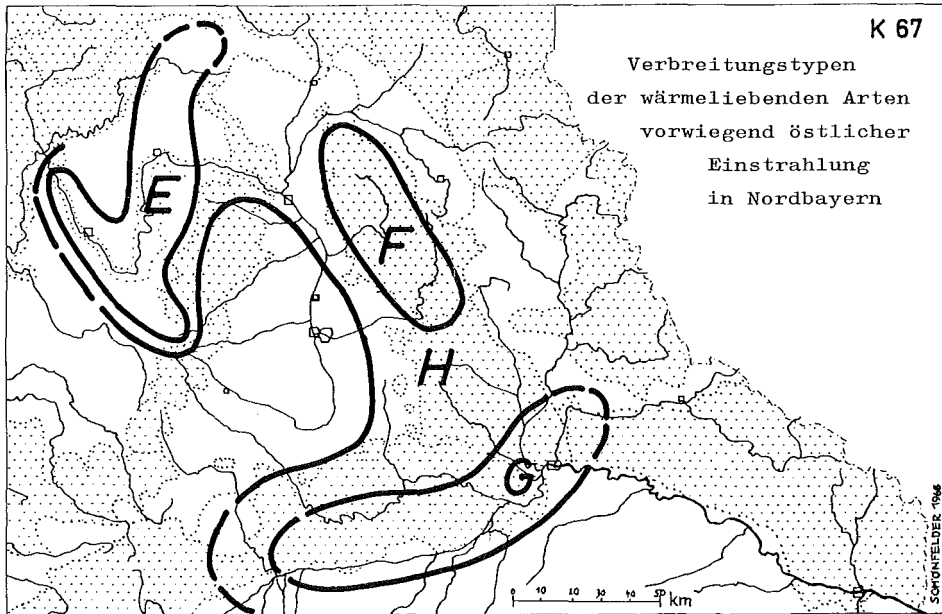 K 67
Verbreitungstypen
der wärmeliebenden Arten
vorwiegend östlicher
Einstrahlung
in Nordbayern
E
F
H
G
0 10 20 30 40 50 km
SCHÖNFELDER 1966